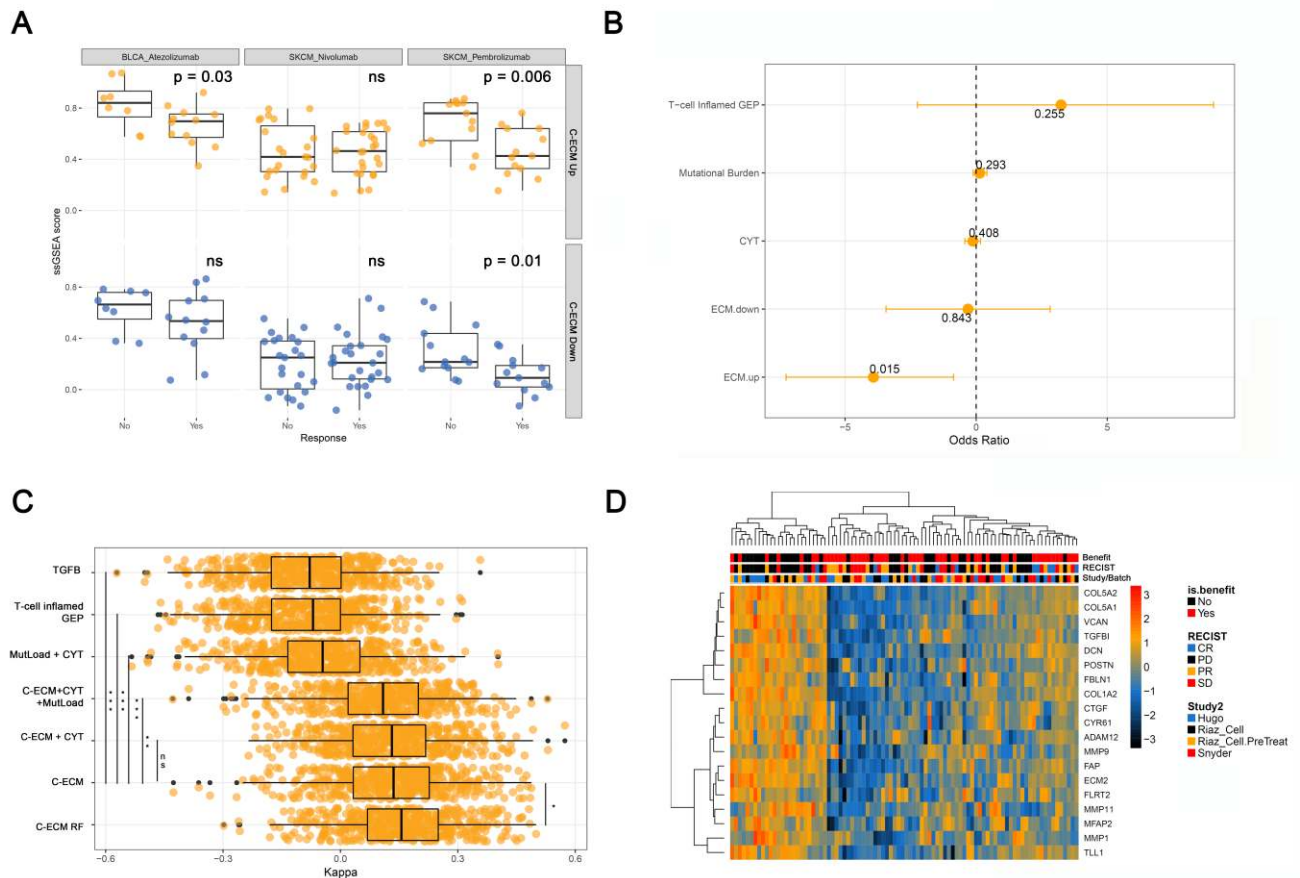 A
BLCA_Atezolizumab
SKCM_Nivolumab
SKCM_Pembrolizumab
p = 0.03
ns
p = 0.006
0.8
0.4
0.0
C-ECM Up
ssGSEA score
ns
ns
p = 0.01
0.8
0.4
0.0
C-ECM Down
No
Yes
No
Yes
No
Yes
Response
B
T-cell Inflamed GEP
0.255
Mutational Burden
0.293
CYT
0.408
ECM.down
0.843
ECM.up
0.015
−5
0
5
Odds Ratio
C
TGFB
T-cell inflamed
GEP
MutLoad + CYT
C-ECM+CYT
+MutLoad
C-ECM + CYT
C-ECM
C-ECM RF
ns
−0.6
−0.3
0.0
0.3
0.6
Kappa
D
Benefit
RECIST
Study/Batch
COL5A2
COL5A1
VCAN
TGFBI
DCN
POSTN
FBLN1
COL1A2
CTGF
CYR61
ADAM12
MMP9
FAP
ECM2
FLRT2
MMP11
MFAP2
MMP1
TLL1
3
2
1
0
−1
−2
−3
is.benefit
No
Yes
RECIST
CR
PD
PR
SD
Study2
Hugo
Riaz_Cell
Riaz_Cell.PreTreat
Snyder